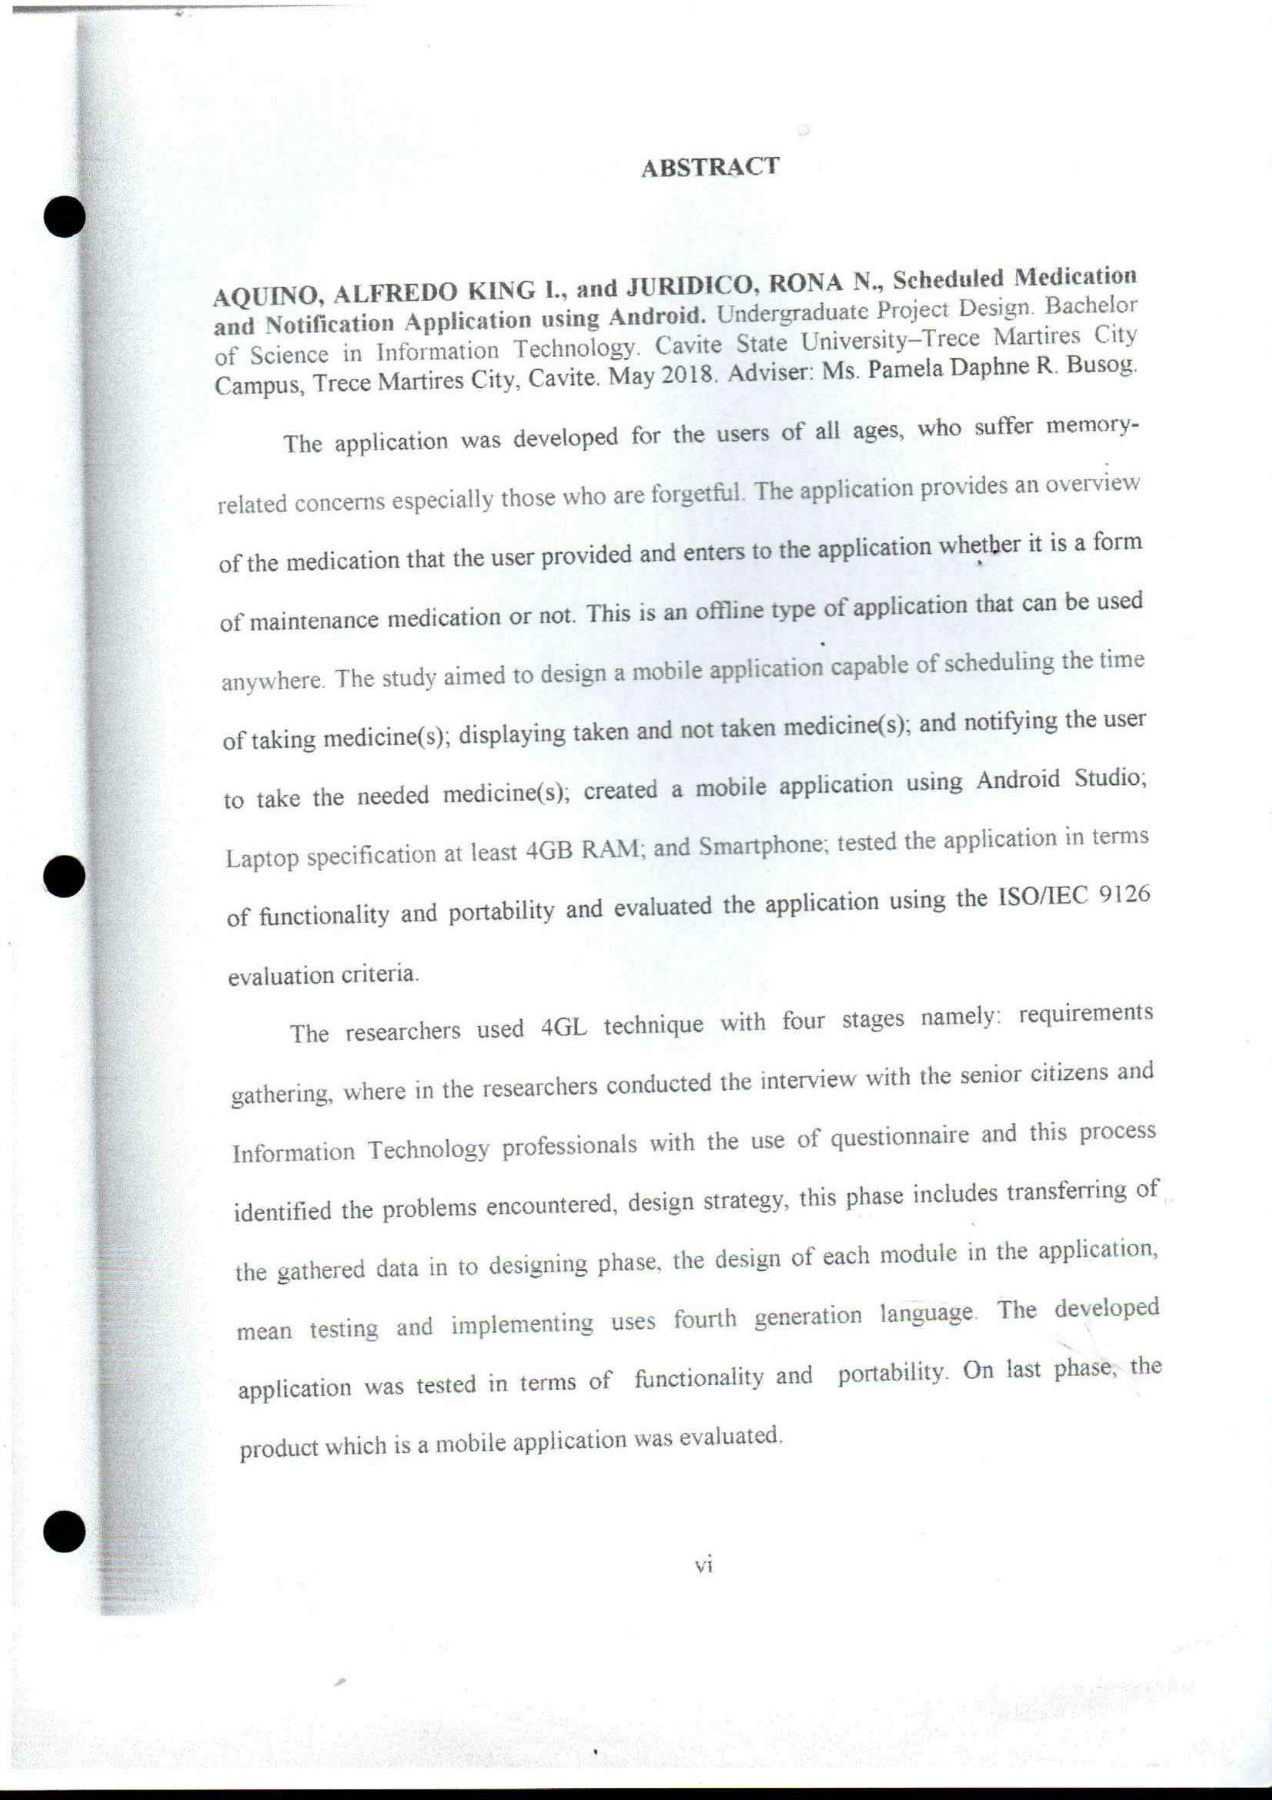 ABSTRACT
AQUINO, ALFREDO KING I., and JURIDICO, RONA N., Scheduled Medication
and Notification Application using Android. Undergraduate Project Design. Bachelor
of Science in Information Technology. Cavite State University–Trece Martires City
Campus, Trece Martires City, Cavite. May 2018. Adviser: Ms. Pamela Daphne R. Busog.
The application was developed for the users of all ages, who suffer memory-
related concerns especially those who are forgetful. The application provides an overview
of the medication that the user provided and enters to the application whether it is a form
of maintenance medication or not. This is an offline type of application that can be used
anywhere. The study aimed to design a mobile application capable of scheduling the time
of taking medicine(s); displaying taken and not taken medicine(s); and notifying the user
to take the needed medicine(s); created a mobile application using Android Studio;
Laptop specification at least 4GB RAM; and Smartphone; tested the application in terms
of functionality and portability and evaluated the application using the ISO/IEC 9126
evaluation criteria.
The researchers used 4GL technique with four stages namely: requirements
gathering, where in the researchers conducted the interview with the senior citizens and
Information Technology professionals with the use of questionnaire and this process
identified the problems encountered, design strategy, this phase includes transferring of
the gathered data in to designing phase, the design of each module in the application,
mean testing and implementing uses fourth generation language. The developed
application was tested in terms of functionality and portability. On last phase, the
product which is a mobile application was evaluated.
vi